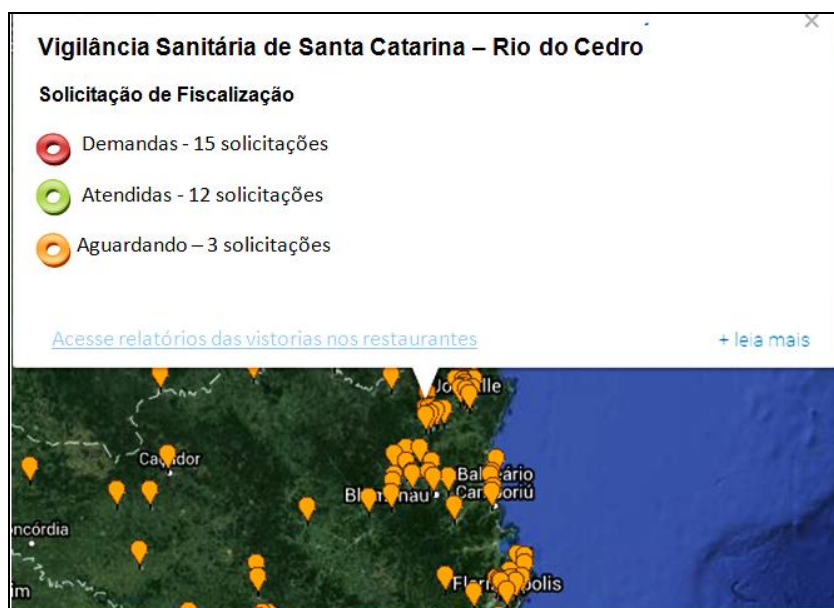 Vigilância Sanitária de Santa Catarina – Rio do Cedro
Solicitação de Fiscalização
Demandas - 15 solicitações
Atendidas - 12 solicitações
Aguardando – 3 solicitações
Acesse relatórios das vistorias nos restaurantes
+ leia mais
Balneário
Camboriú
Blumenau
ncórdia